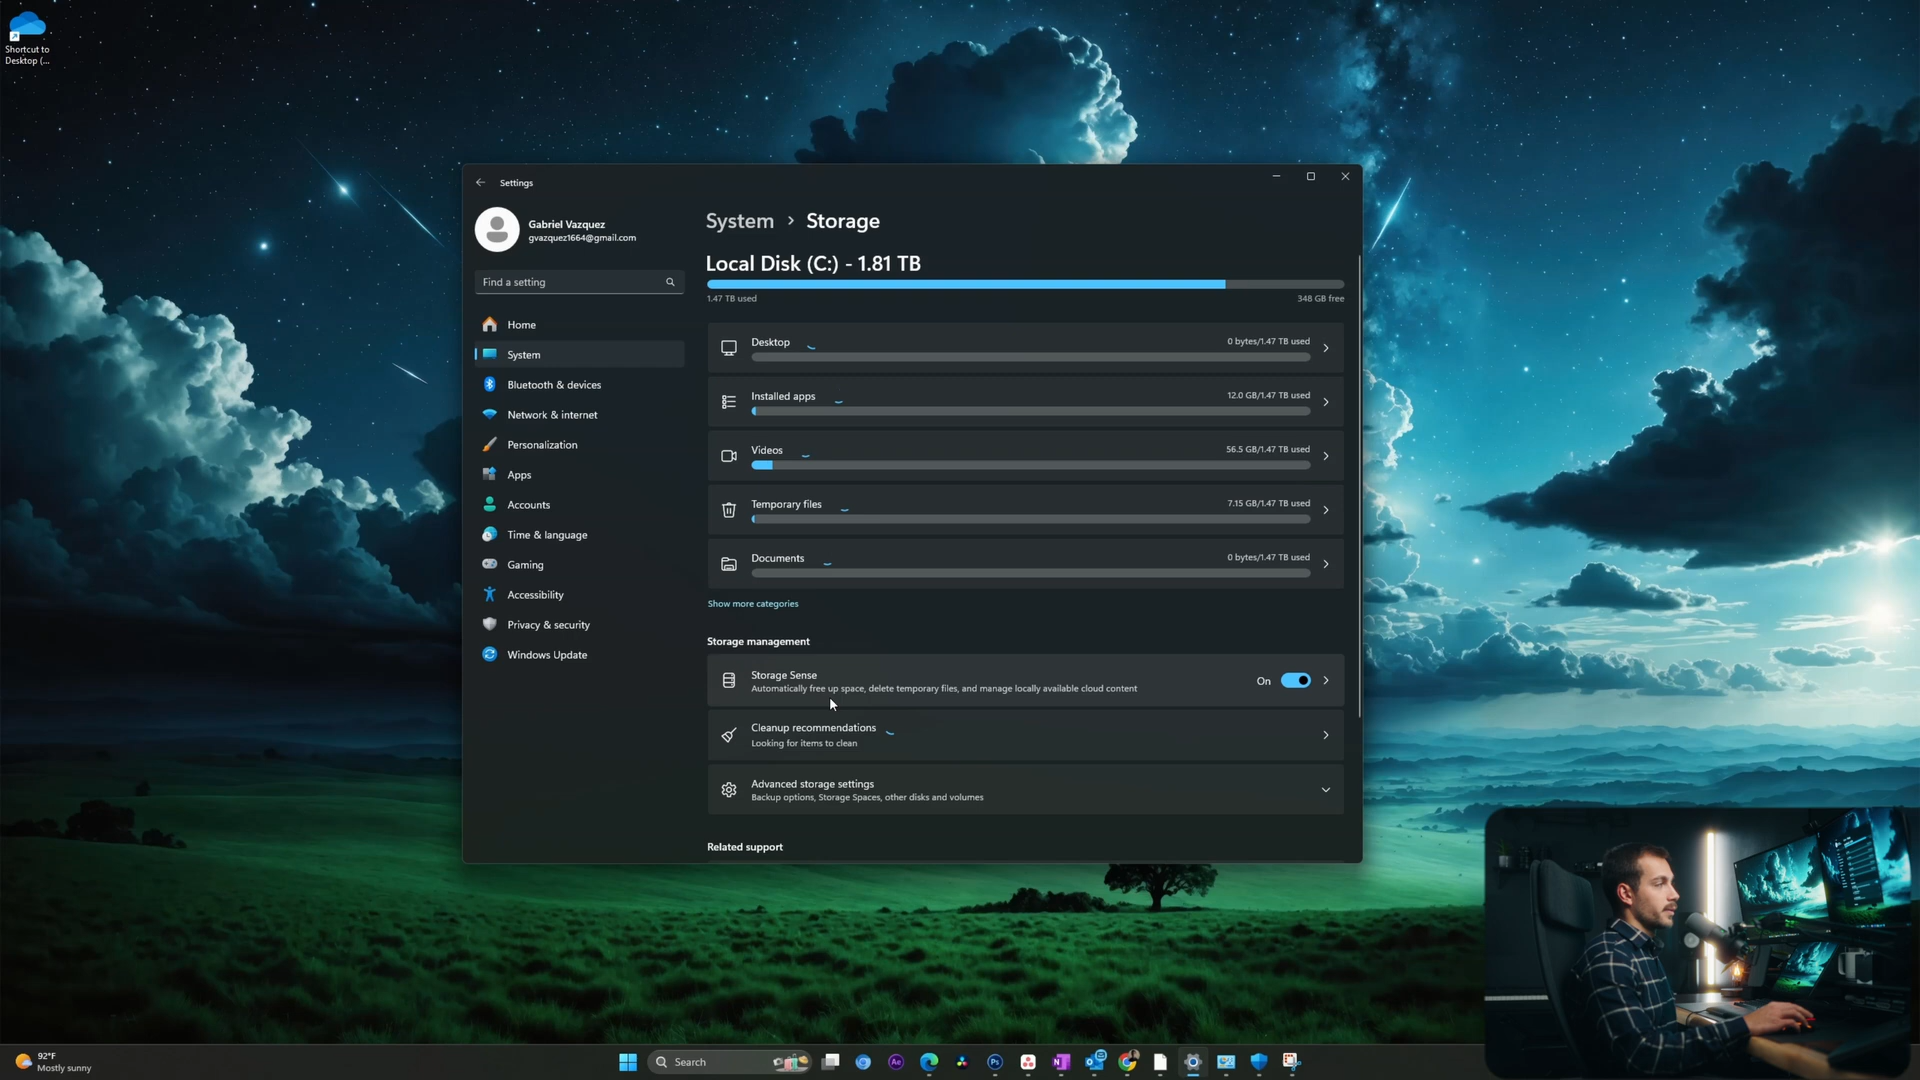 Shortcut to
Desktop (...
Settings
Gabriel Vazquez
gvazquez1664@gmail.com
Find a setting
Home
System
Bluetooth & devices
Network & internet
Personalization
Apps
Accounts
Time & language
Gaming
Accessibility
Privacy & security
Windows Update
System > Storage
Local Disk (C:) - 1.81 TB
1.47 TB used
348 GB free
Desktop
0 bytes/1.47 TB used
Installed apps
12.0 GB/1.47 TB used
Videos
56.5 GB/1.47 TB used
Temporary files
7.15 GB/1.47 TB used
Documents
0 bytes/1.47 TB used
Show more categories
Storage management
Storage Sense
Automatically free up space, delete temporary files, and manage locally available cloud content
On
Cleanup recommendations
Looking for items to clean
Advanced storage settings
Backup options, Storage Spaces, other disks and volumes
Related support
92°F
Mostly sunny
Search
Ae
Ps
N